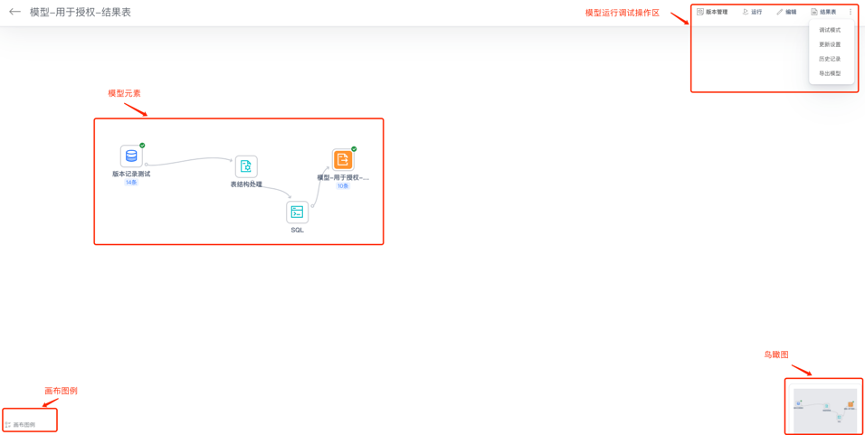 模型-用于授权-结果表
模型运行调试操作区
版本管理 运行 编辑 结果表
调试模式
更新设置
历史记录
导出模型
模型元素
版本记录测试
14条
表结构处理
模型-用于授权-...
10条
SQL
鸟瞰图
画布图例
画布图例